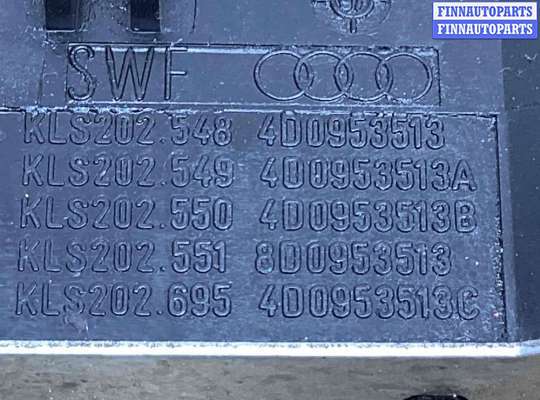 FINNAUTOPARTS
FINNAUTOPARTS
SWF
KLS202.548 4D0953513
KLS202.549 4D0953513A
KLS202.550 4D0953513B
KLS202.551 8D0953513
KLS202.695 4D0953513C